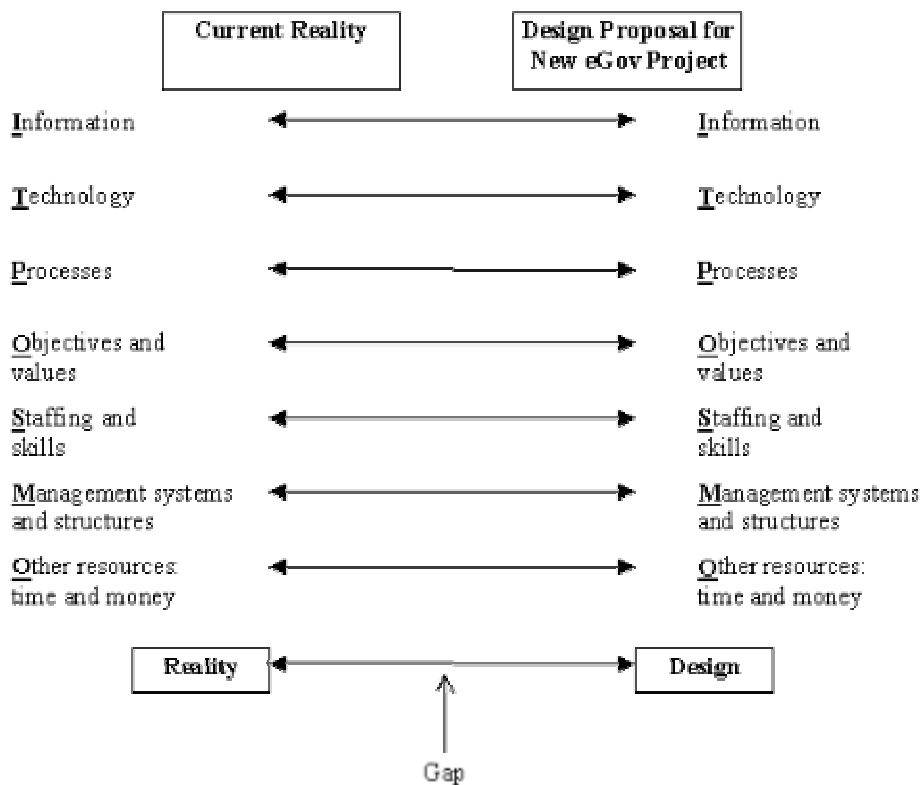 Current Reality
Design Proposal for
New eGov Project
Information
Information
Technology
Technology
Processes
Processes
Objectives and
values
Objectives and
values
Staffing and
skills
Staffing and
skills
Management systems
and structures
Management systems
and structures
Other resources:
time and money
Other resources:
time and money
Reality
Design
Gap